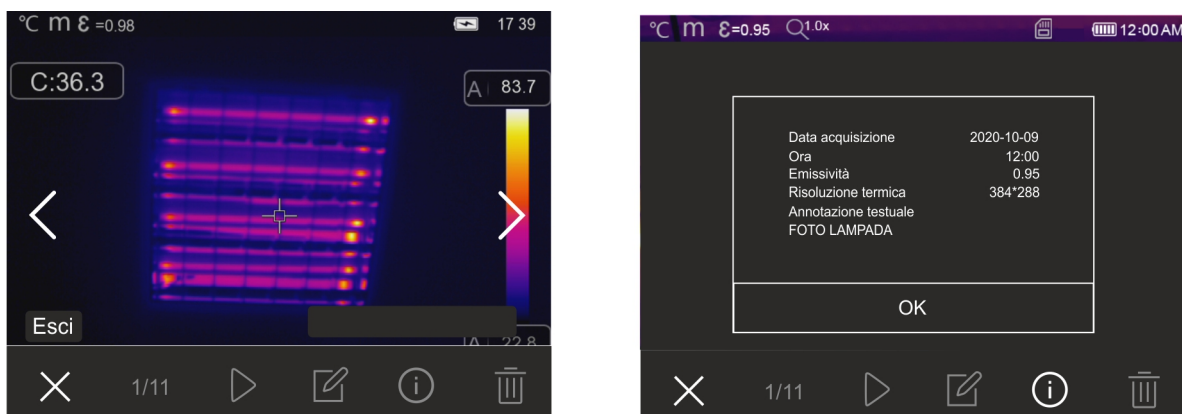 °C m ε=0.98 17 39
C:36.3
A 83.7
Esci
A 22.8
1/11
°C m ε=0.95 1.0x 12:00 AM
Data acquisizione 2020-10-09
Ora 12:00
Emissività 0.95
Risoluzione termica 384*288
Annotazione testuale
FOTO LAMPADA
OK
1/11